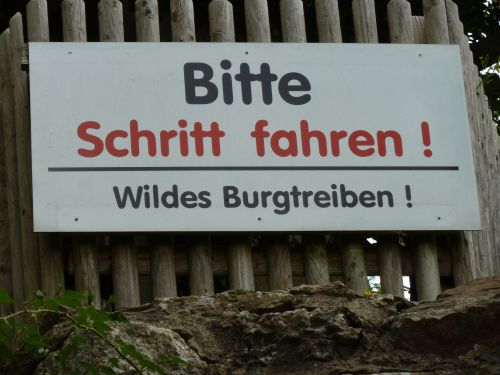 Bitte
Schritt fahren !
Wildes Burgtreiben !